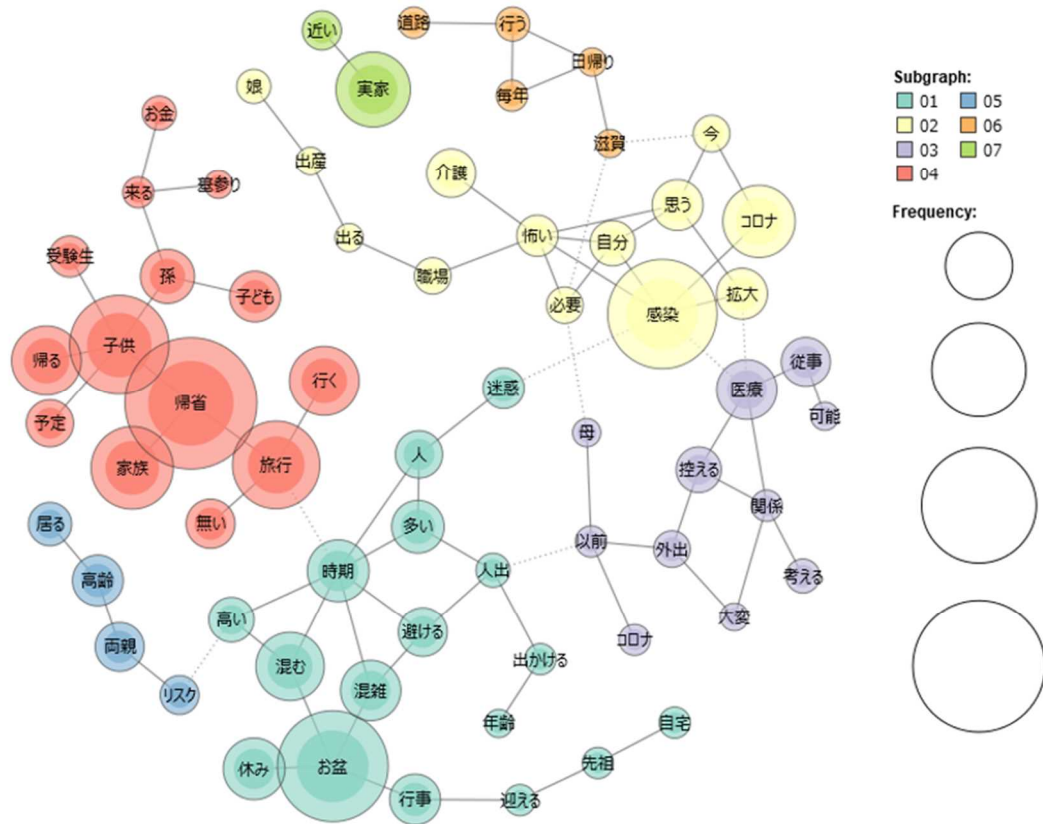 近い
実家
道路
行う
日帰り
毎年
滋賀
娘
出産
出る
職場
介護
怖い
自分
思う
今
コロナ
必要
感染
拡大
お金
来る
墓参り
受験生
孫
子ども
子供
帰る
予定
帰省
家族
旅行
行く
無い
迷惑
人
多い
時期
人出
高い
避ける
混む
混雑
出かける
年齢
お盆
休み
行事
迎える
先祖
自宅
居る
高齢
両親
リスク
医療
従事
可能
母
控える
関係
以前
外出
考える
大変
コロナ
Subgraph:
01
05
02
06
03
07
04
Frequency: